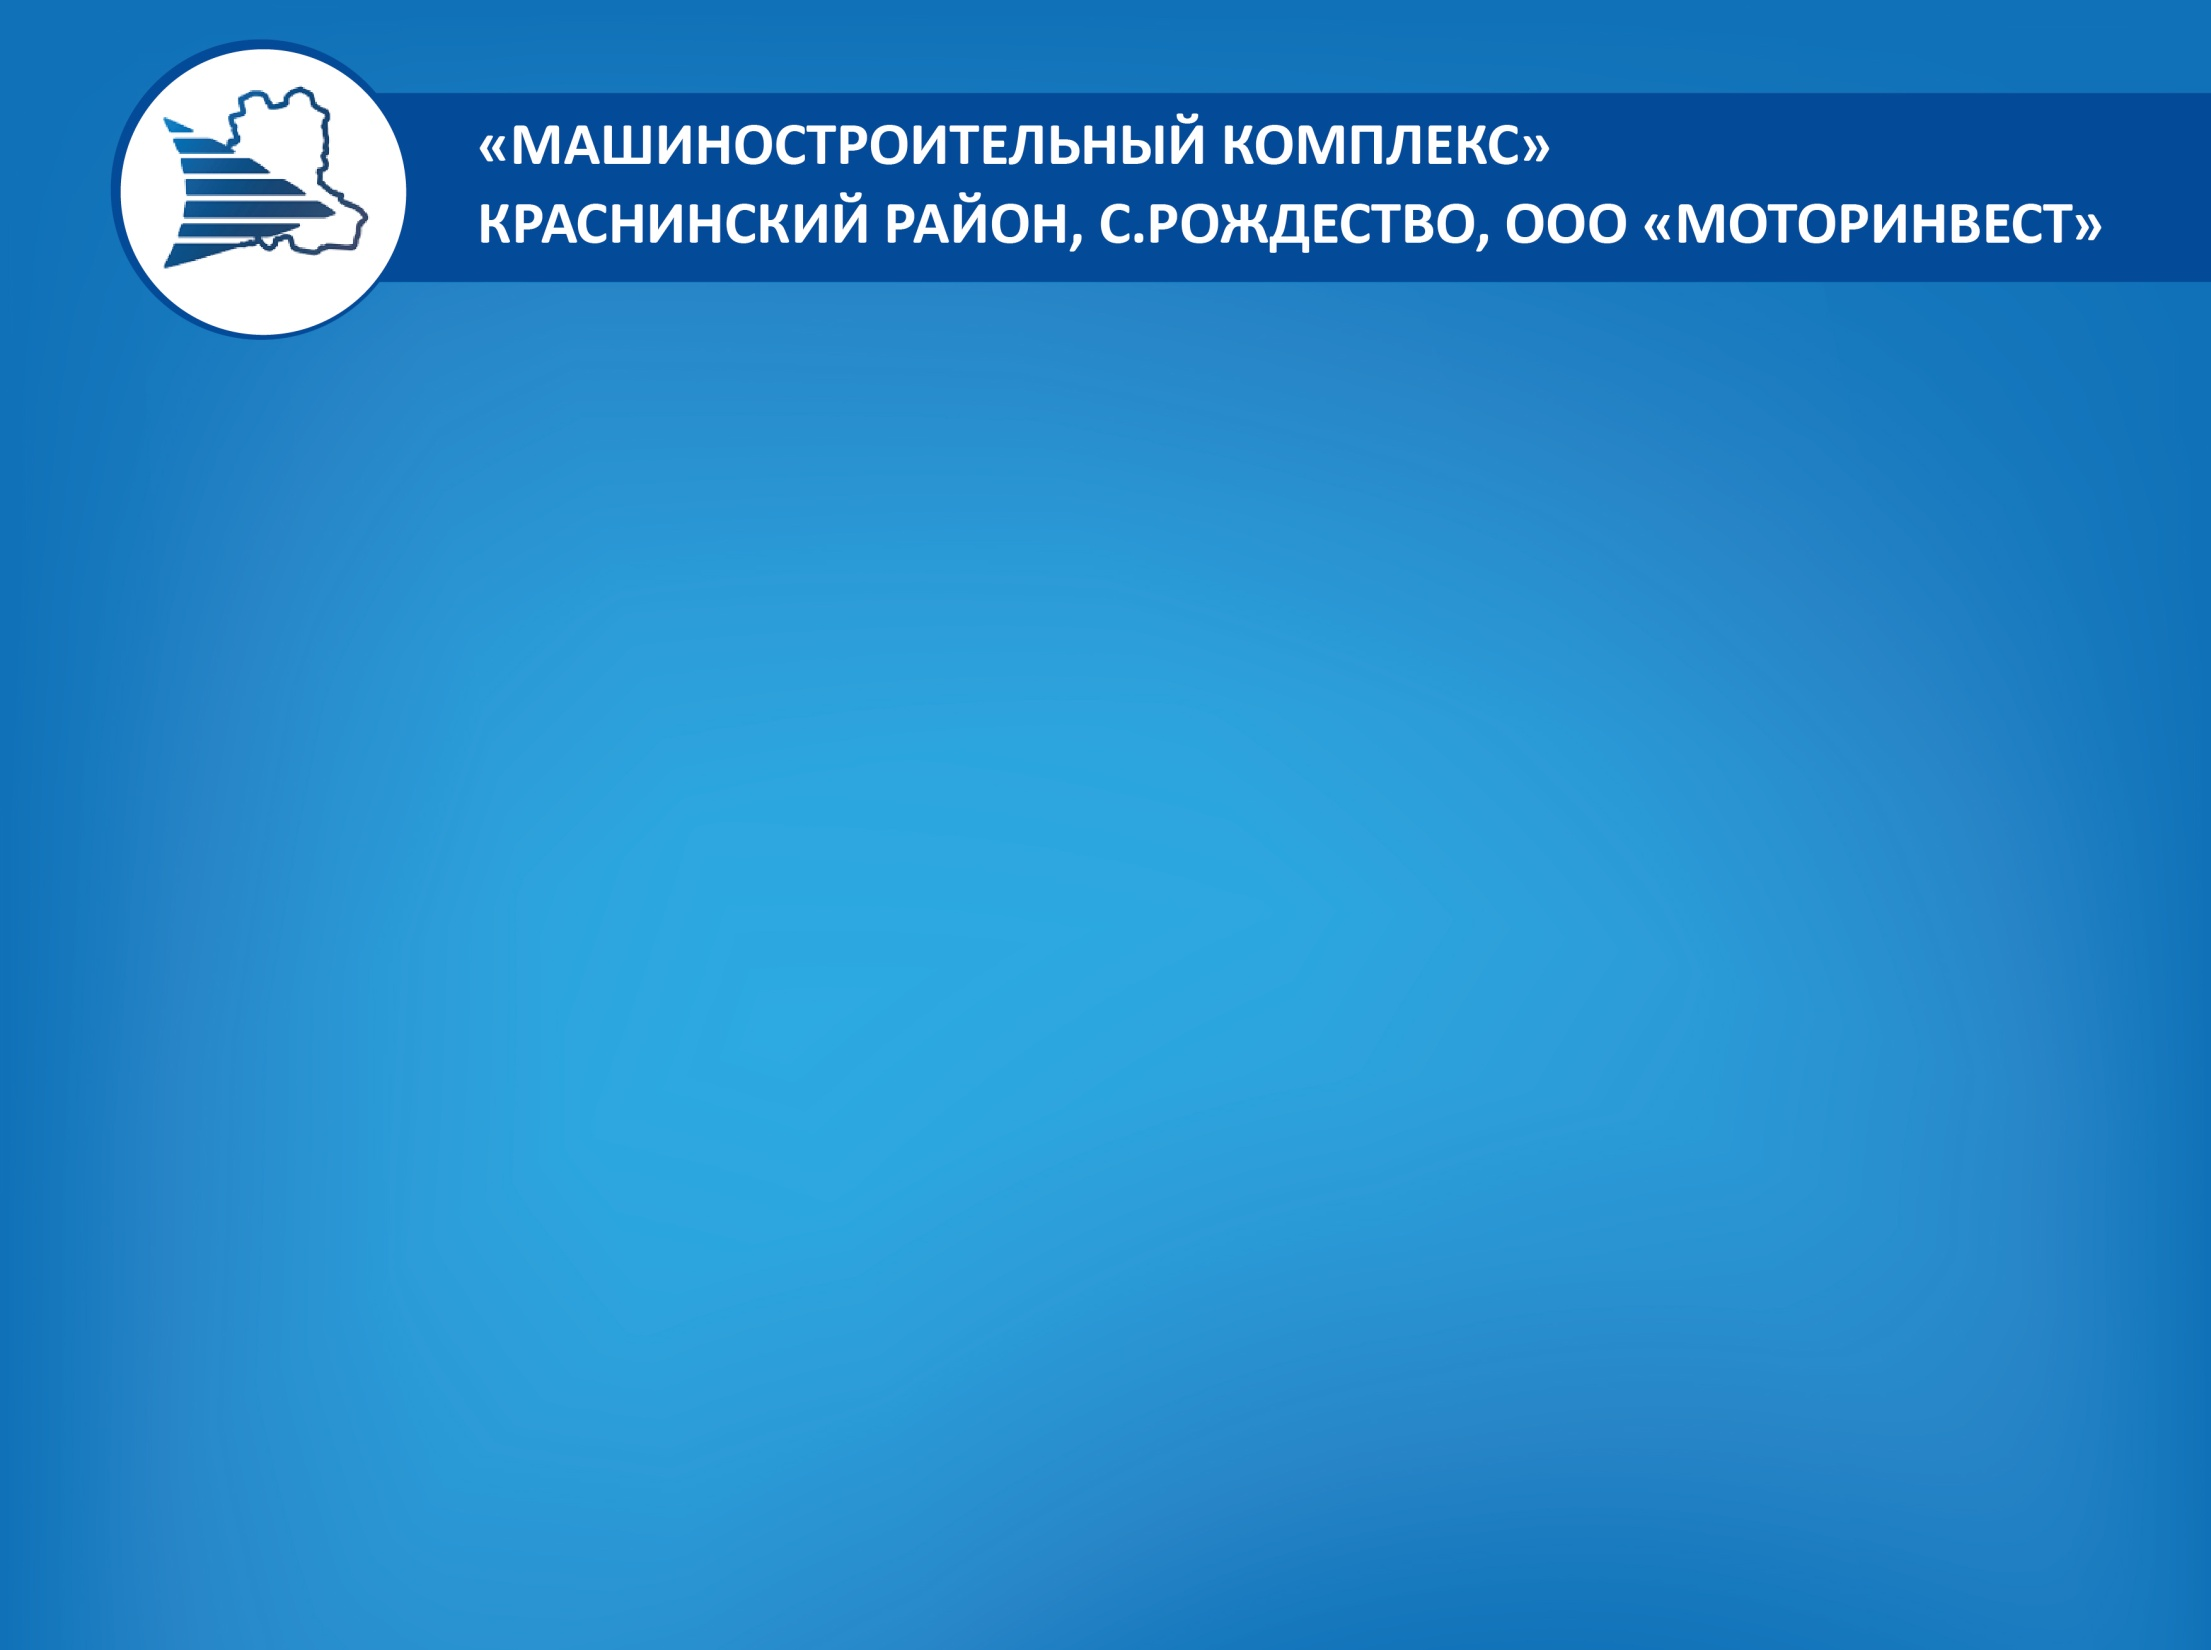 «МАШИНОСТРОИТЕЛЬНЫЙ КОМПЛЕКС»
КРАСНИНСКИЙ РАЙОН, С.РОЖДЕСТВО, ООО «МОТОРИНВЕСТ»